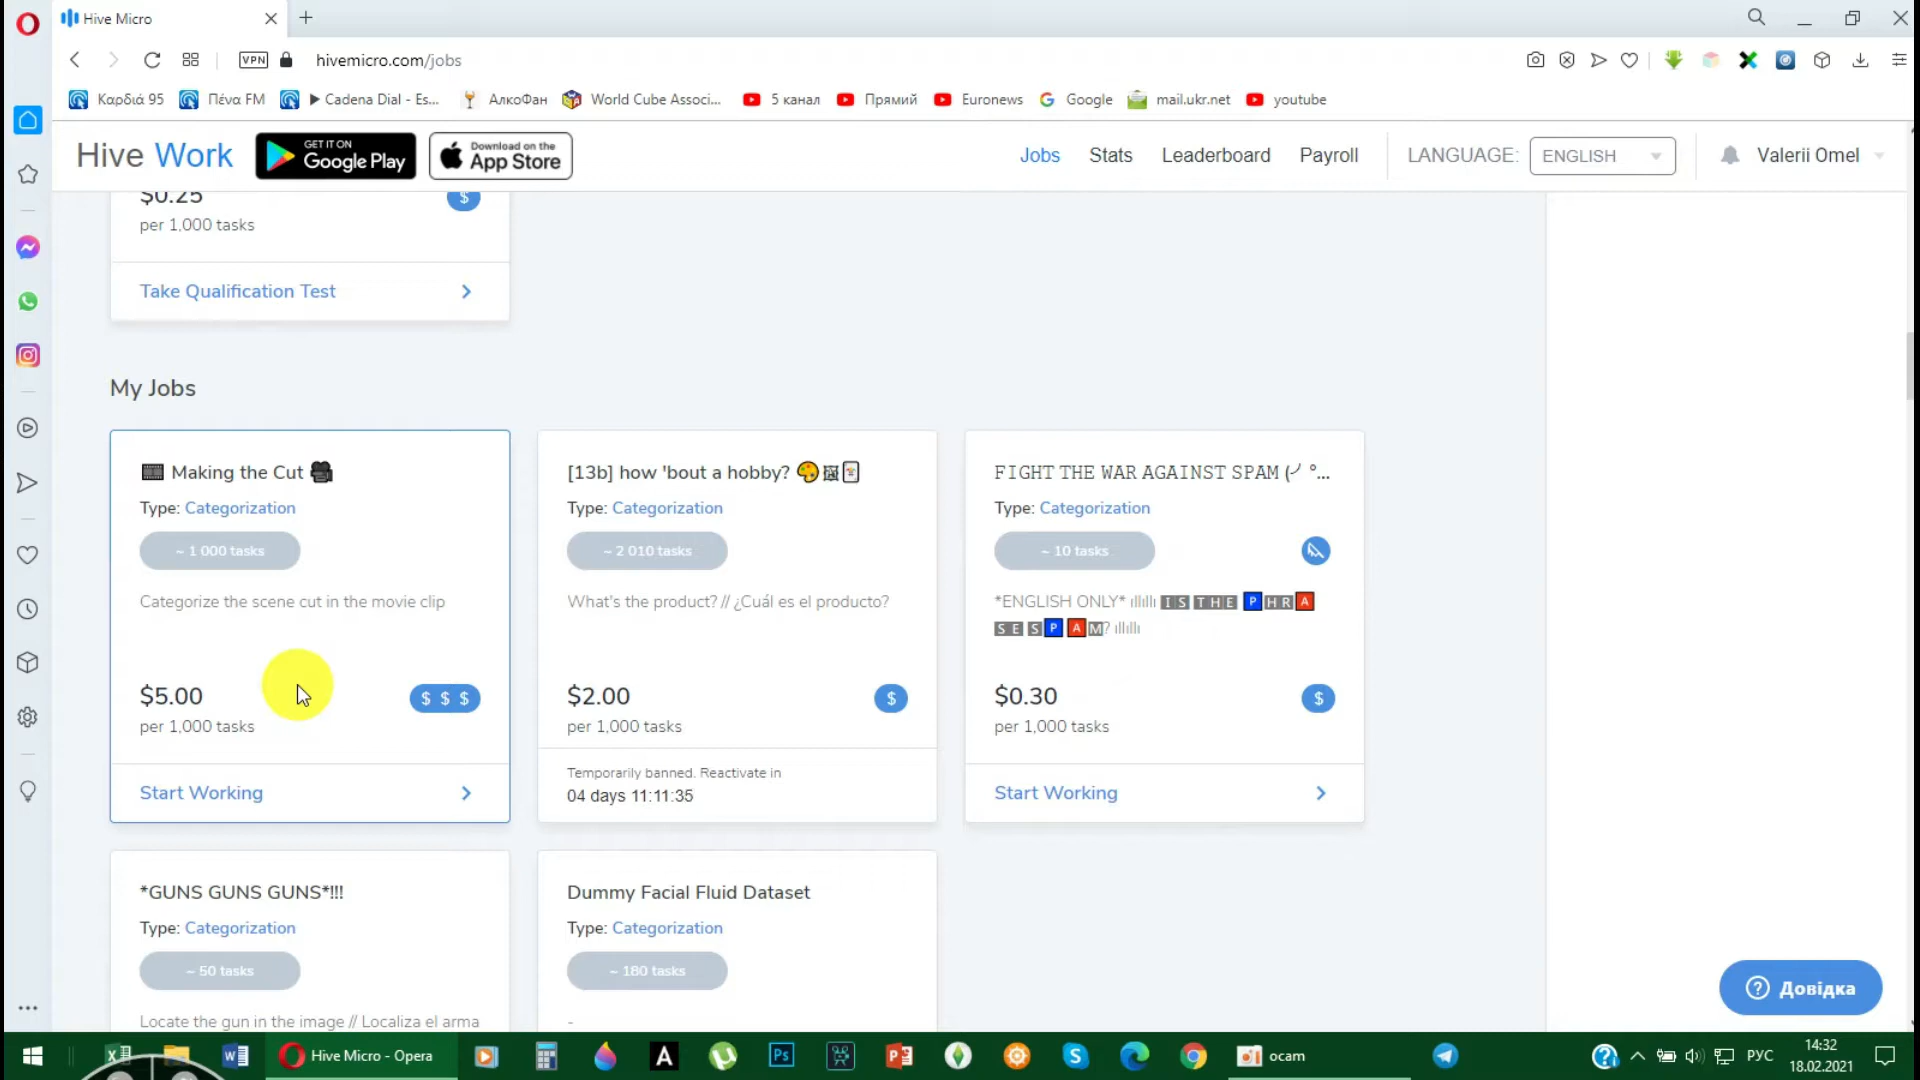 Hive Micro
VPN
hivemicro.com/jobs
Καρδιά 95
Πένα FM
Cadena Dial - Es...
АлкоФан
World Cube Associ...
5 канал
Прямий
Euronews
Google
mail.ukr.net
youtube
Hive Work
GET IT ON
Google Play
Download on the
App Store
Jobs
Stats
Leaderboard
Payroll
LANGUAGE:
ENGLISH
Valerii Omel
$0.25
$
per 1,000 tasks
Take Qualification Test
My Jobs
Making the Cut
Type: Categorization
~ 1 000 tasks
Categorize the scene cut in the movie clip
$5.00
$ $ $
per 1,000 tasks
Start Working
[13b] how 'bout a hobby?
Type: Categorization
~ 2 010 tasks
What's the product? // ¿Cuál es el producto?
$2.00
$
per 1,000 tasks
Temporarily banned. Reactivate in
04 days 11:11:35
FIGHT THE WAR AGAINST SPAM (╯°...
Type: Categorization
~ 10 tasks
*ENGLISH ONLY* ıllıllı IS THE PHRA
SE SPAM? ıllıllı
$0.30
$
per 1,000 tasks
Start Working
*GUNS GUNS GUNS*!!!
Type: Categorization
~ 50 tasks
Locate the gun in the image // Localiza el arma
Dummy Facial Fluid Dataset
Type: Categorization
~ 180 tasks
-
Довідка
Hive Micro - Opera
A
Ps
ocam
РУС
14:32
18.02.2021